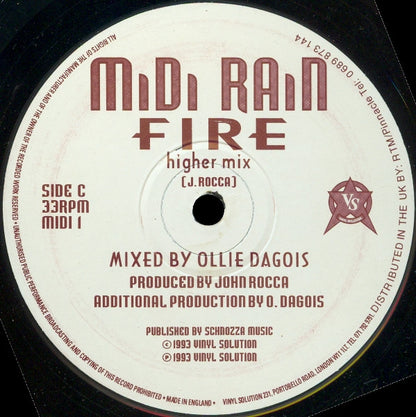 MiDi RAiN
FIRE
higher mix
(J. ROCCA)
SIDE C
33RPM
MIDI 1
VS
MIXED BY OLLIE DAGOIS
PRODUCED BY JOHN ROCCA
ADDITIONAL PRODUCTION BY O. DAGOIS
PUBLISHED BY SCHNOZZA MUSIC
© 1993 VINYL SOLUTION
℗ 1993 VINYL SOLUTION
ALL RIGHTS OF THE MANUFACTURER AND OF THE OWNER OF THE RECORDED WORK RESERVED • UNAUTHORISED PUBLIC PERFORMANCE BROADCASTING AND COPYING OF THIS RECORD PROHIBITED • MADE IN ENGLAND • VINYL SOLUTION 231, PORTOBELLO ROAD, LONDON W11 1LT. TEL: 071 792 9791.
DISTRIBUTED IN THE UK BY: RTM/Pinnacle Tel: 0689 873 144